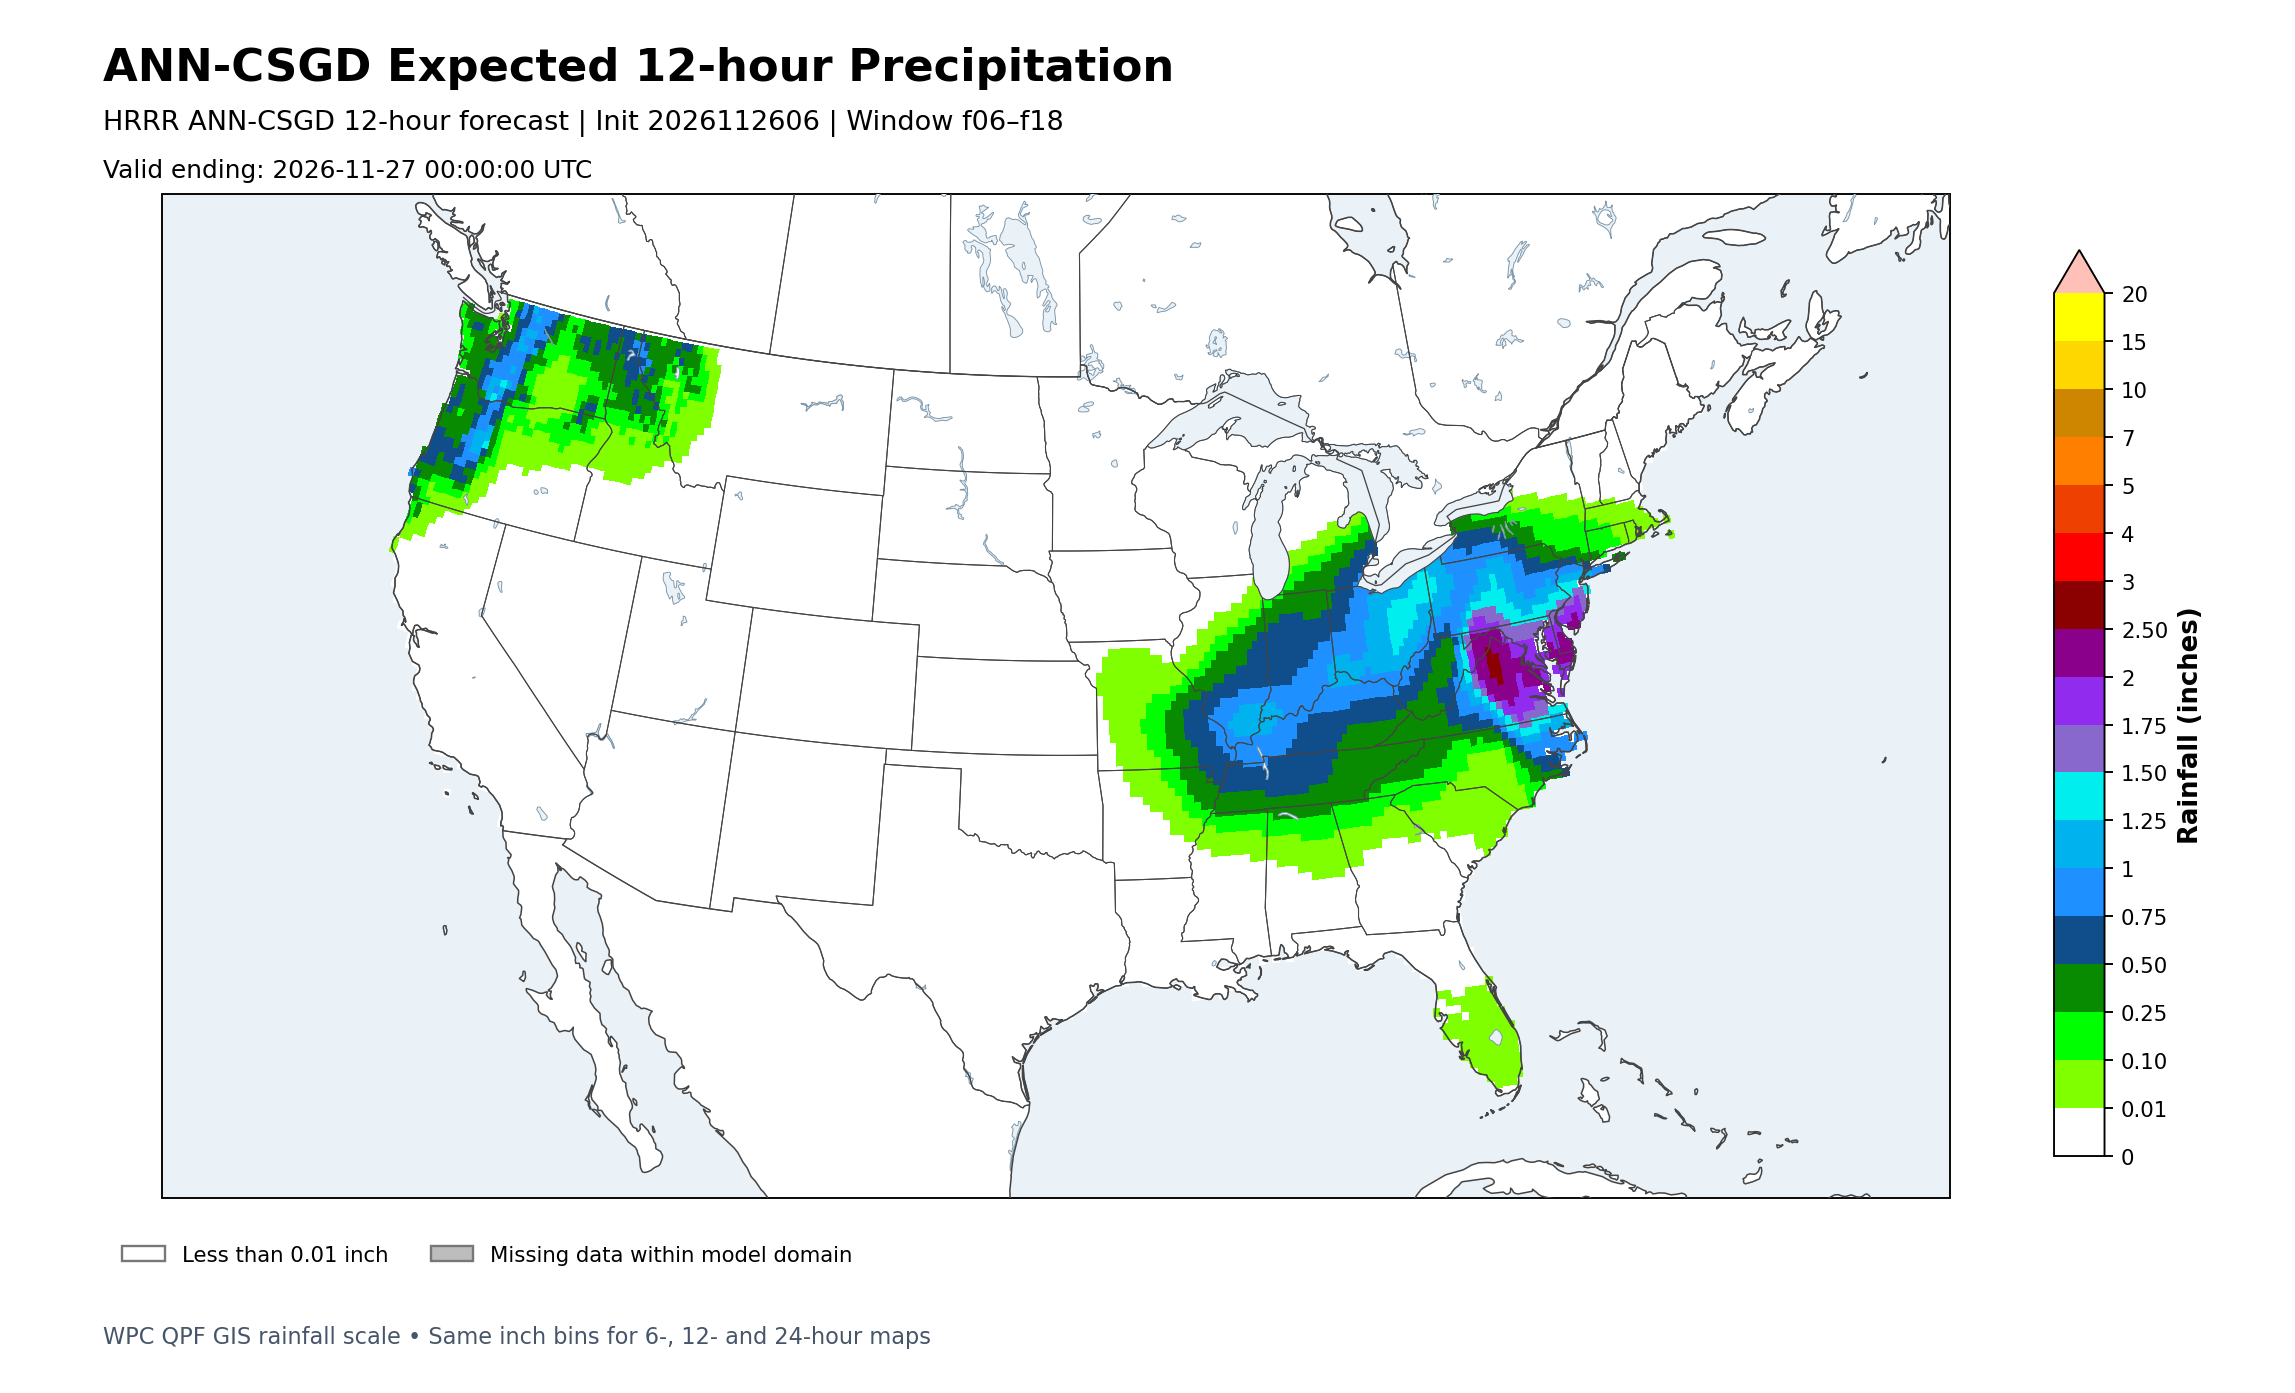 ANN-CSGD Expected 12-hour Precipitation
HRRR ANN-CSGD 12-hour forecast | Init 2026112606 | Window f06–f18
Valid ending: 2026-11-27 00:00:00 UTC
20
15
10
7
5
4
3
2.50
2
1.75
1.50
1.25
1
0.75
0.50
0.25
0.10
0.01
0
Rainfall (inches)
Less than 0.01 inch
Missing data within model domain
WPC QPF GIS rainfall scale • Same inch bins for 6-, 12- and 24-hour maps